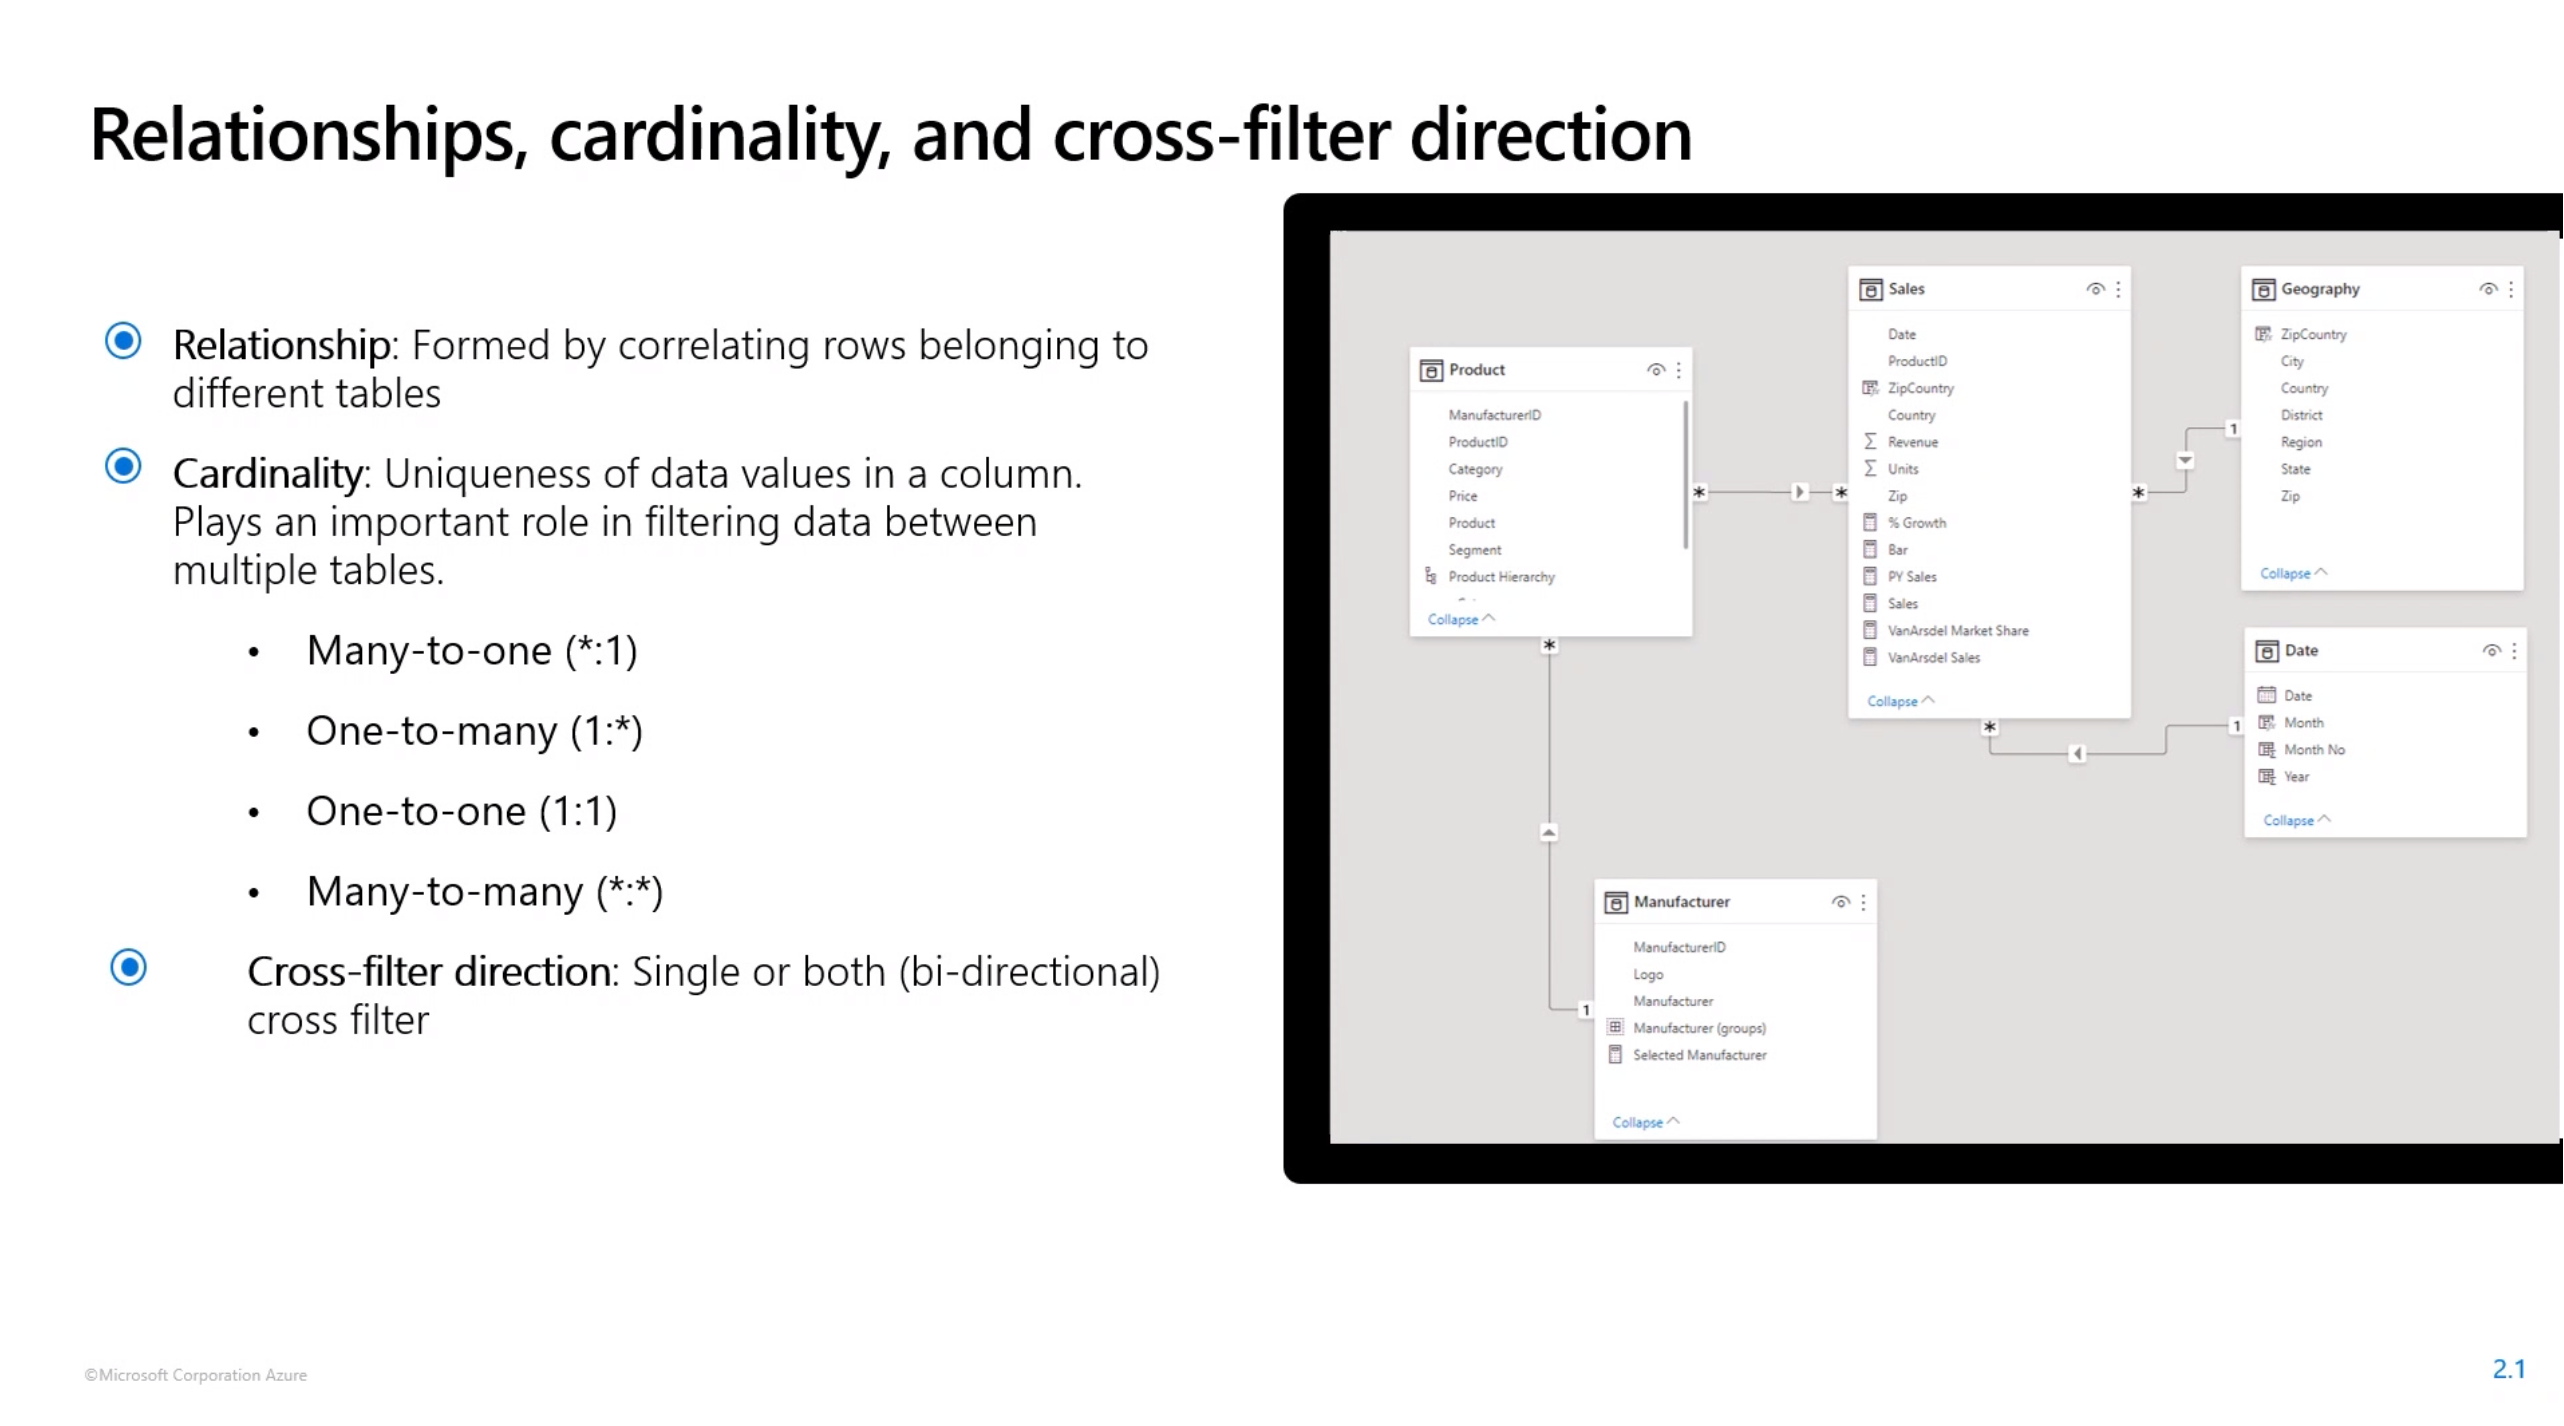 Relationships, cardinality, and cross-filter direction
Relationship: Formed by correlating rows belonging to
different tables
Cardinality: Uniqueness of data values in a column.
Plays an important role in filtering data between
multiple tables.
• Many-to-one (*:1)
• One-to-many (1:*)
• One-to-one (1:1)
• Many-to-many (*:*)
Cross-filter direction: Single or both (bi-directional)
cross filter
Product
ManufacturerID
ProductID
Category
Price
Product
Segment
Product Hierarchy
Collapse
*
*
*
1
Sales
Date
ProductID
ZipCountry
Country
Σ Revenue
Σ Units
Zip
% Growth
Bar
PY Sales
Sales
VanArsdel Market Share
VanArsdel Sales
Collapse
*
1
*
1
Geography
ZipCountry
City
Country
District
Region
State
Zip
Collapse
Date
Date
Month
Month No
Year
Collapse
Manufacturer
ManufacturerID
Logo
Manufacturer
Manufacturer (groups)
Selected Manufacturer
Collapse
©Microsoft Corporation Azure
2.1